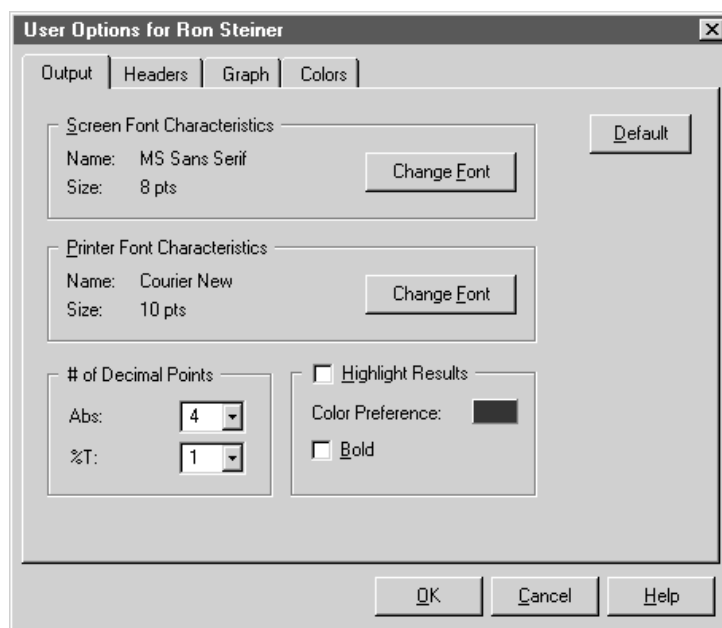 User Options for Ron Steiner
Output Headers Graph Colors
Screen Font Characteristics
Name: MS Sans Serif
Size: 8 pts
Change Font
Default
Printer Font Characteristics
Name: Courier New
Size: 10 pts
Change Font
# of Decimal Points
Abs: 4
%T: 1
Highlight Results
Color Preference:
Bold
OK Cancel Help